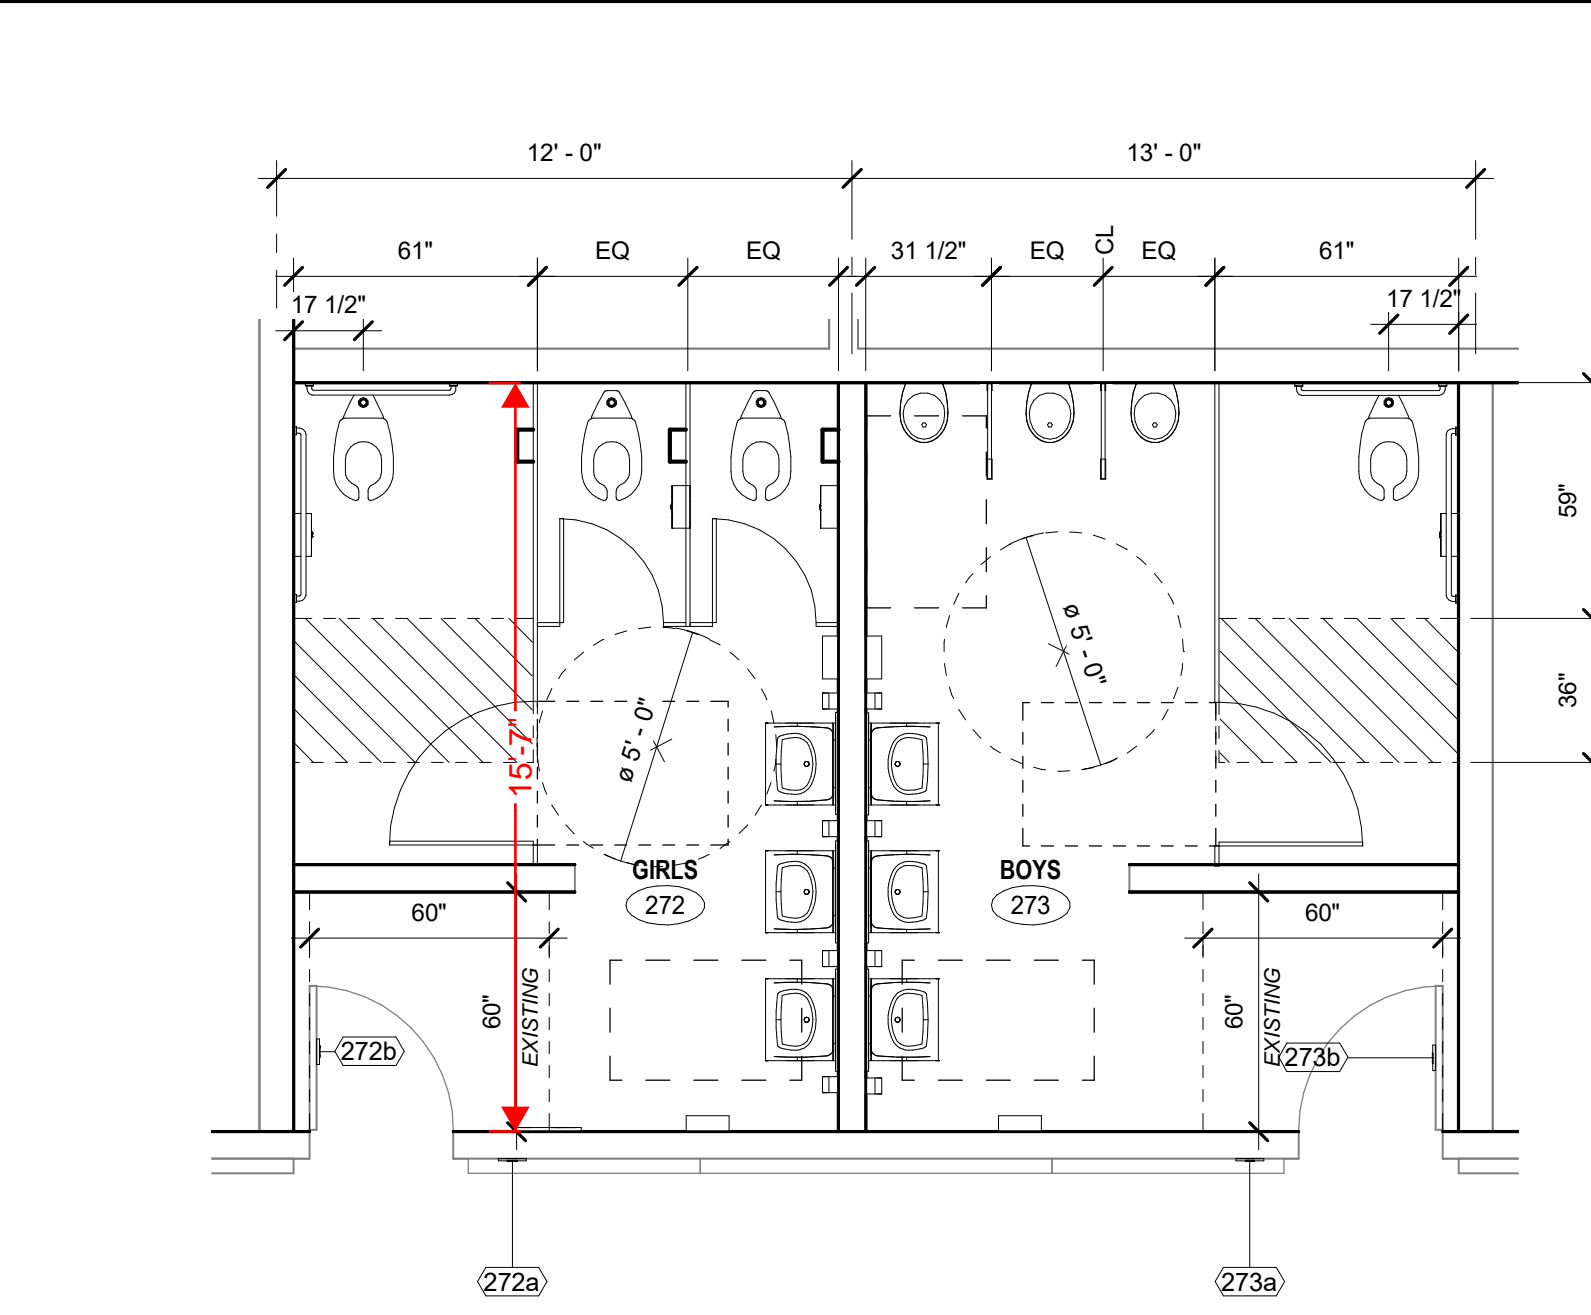 12' - 0"
13' - 0"
61"
EQ
EQ
31 1/2"
EQ
CL
EQ
61"
17 1/2"
17 1/2"
59"
ø 5' - 0"
ø 5' - 0"
36"
15'-7"
GIRLS
272
BOYS
273
60"
60"
60"
EXISTING
60"
EXISTING
272b
273b
272a
273a